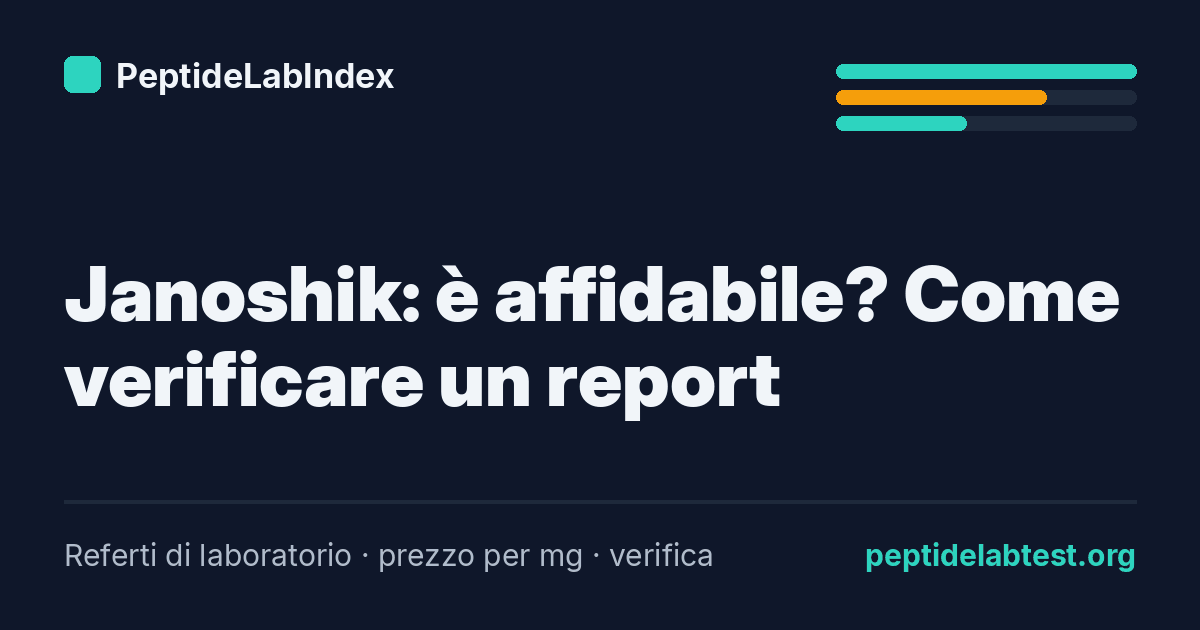 PeptideLabIndex
Janoshik: è affidabile? Come
verificare un report
Referti di laboratorio · prezzo per mg · verifica
peptidelabtest.org